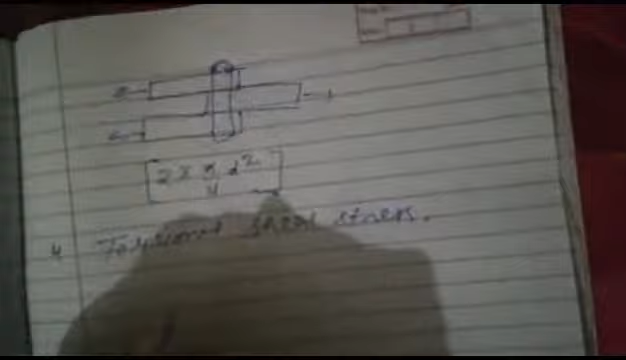 2 × π/4 d²
4 Torsional shear stress.